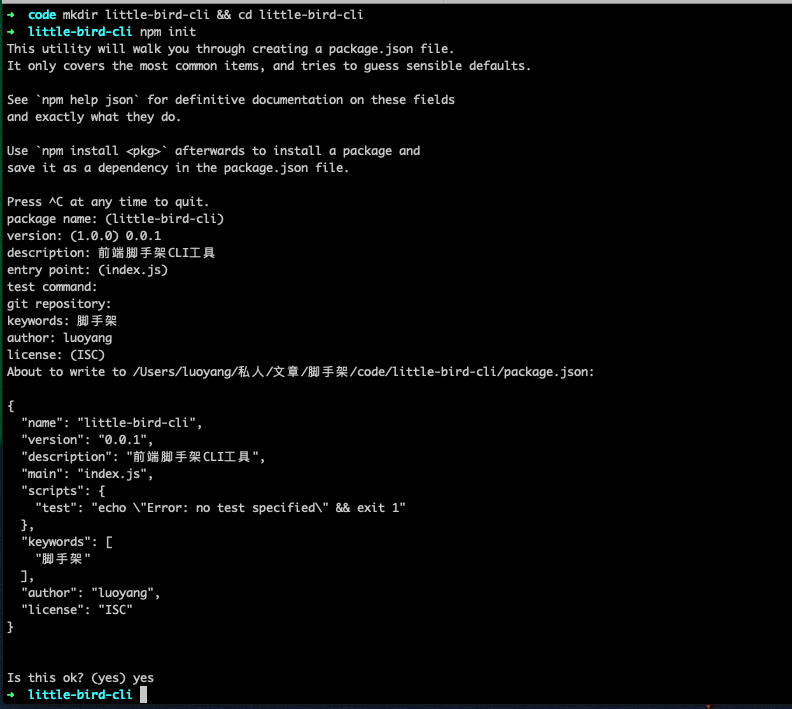 ➜  code mkdir little-bird-cli && cd little-bird-cli
➜  little-bird-cli npm init
This utility will walk you through creating a package.json file.
It only covers the most common items, and tries to guess sensible defaults.
See `npm help json` for definitive documentation on these fields
and exactly what they do.
Use `npm install <pkg>` afterwards to install a package and
save it as a dependency in the package.json file.
Press ^C at any time to quit.
package name: (little-bird-cli)
version: (1.0.0) 0.0.1
description: 前端脚手架CLI工具
entry point: (index.js)
test command:
git repository:
keywords: 脚手架
author: luoyang
license: (ISC)
About to write to /Users/luoyang/私人/文章/脚手架/code/little-bird-cli/package.json:
{
  "name": "little-bird-cli",
  "version": "0.0.1",
  "description": "前端脚手架CLI工具",
  "main": "index.js",
  "scripts": {
    "test": "echo \"Error: no test specified\" && exit 1"
  },
  "keywords": [
    "脚手架"
  ],
  "author": "luoyang",
  "license": "ISC"
}
Is this ok? (yes) yes
➜  little-bird-cli